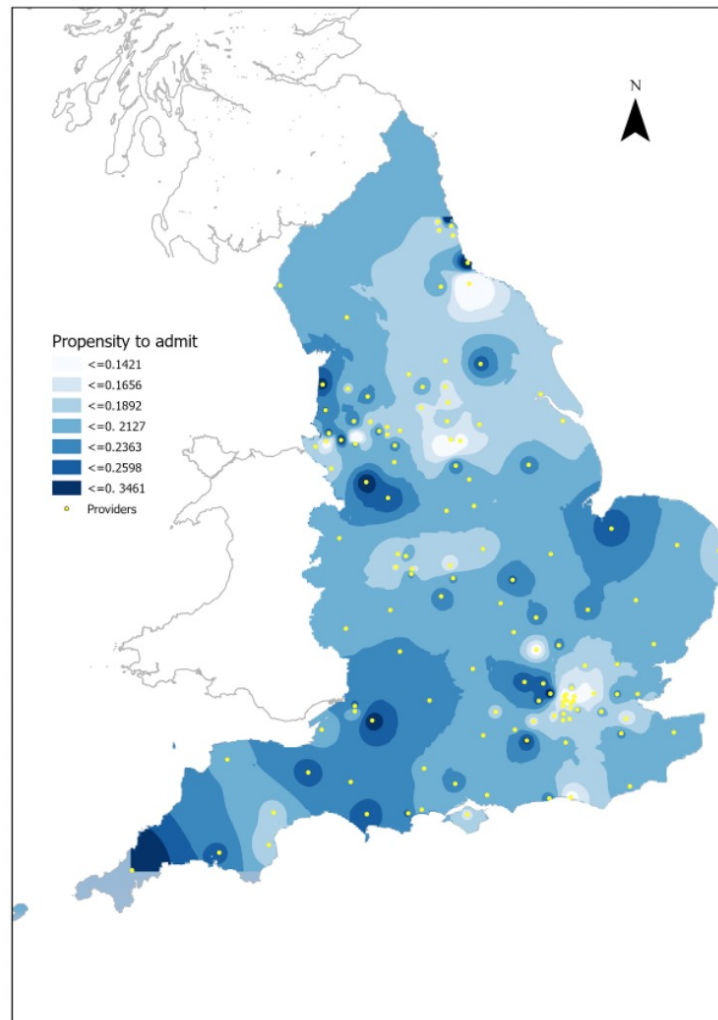 N
Propensity to admit
<=0.1421
<=0.1656
<=0.1892
<=0. 2127
<=0.2363
<=0.2598
<=0. 3461
Providers